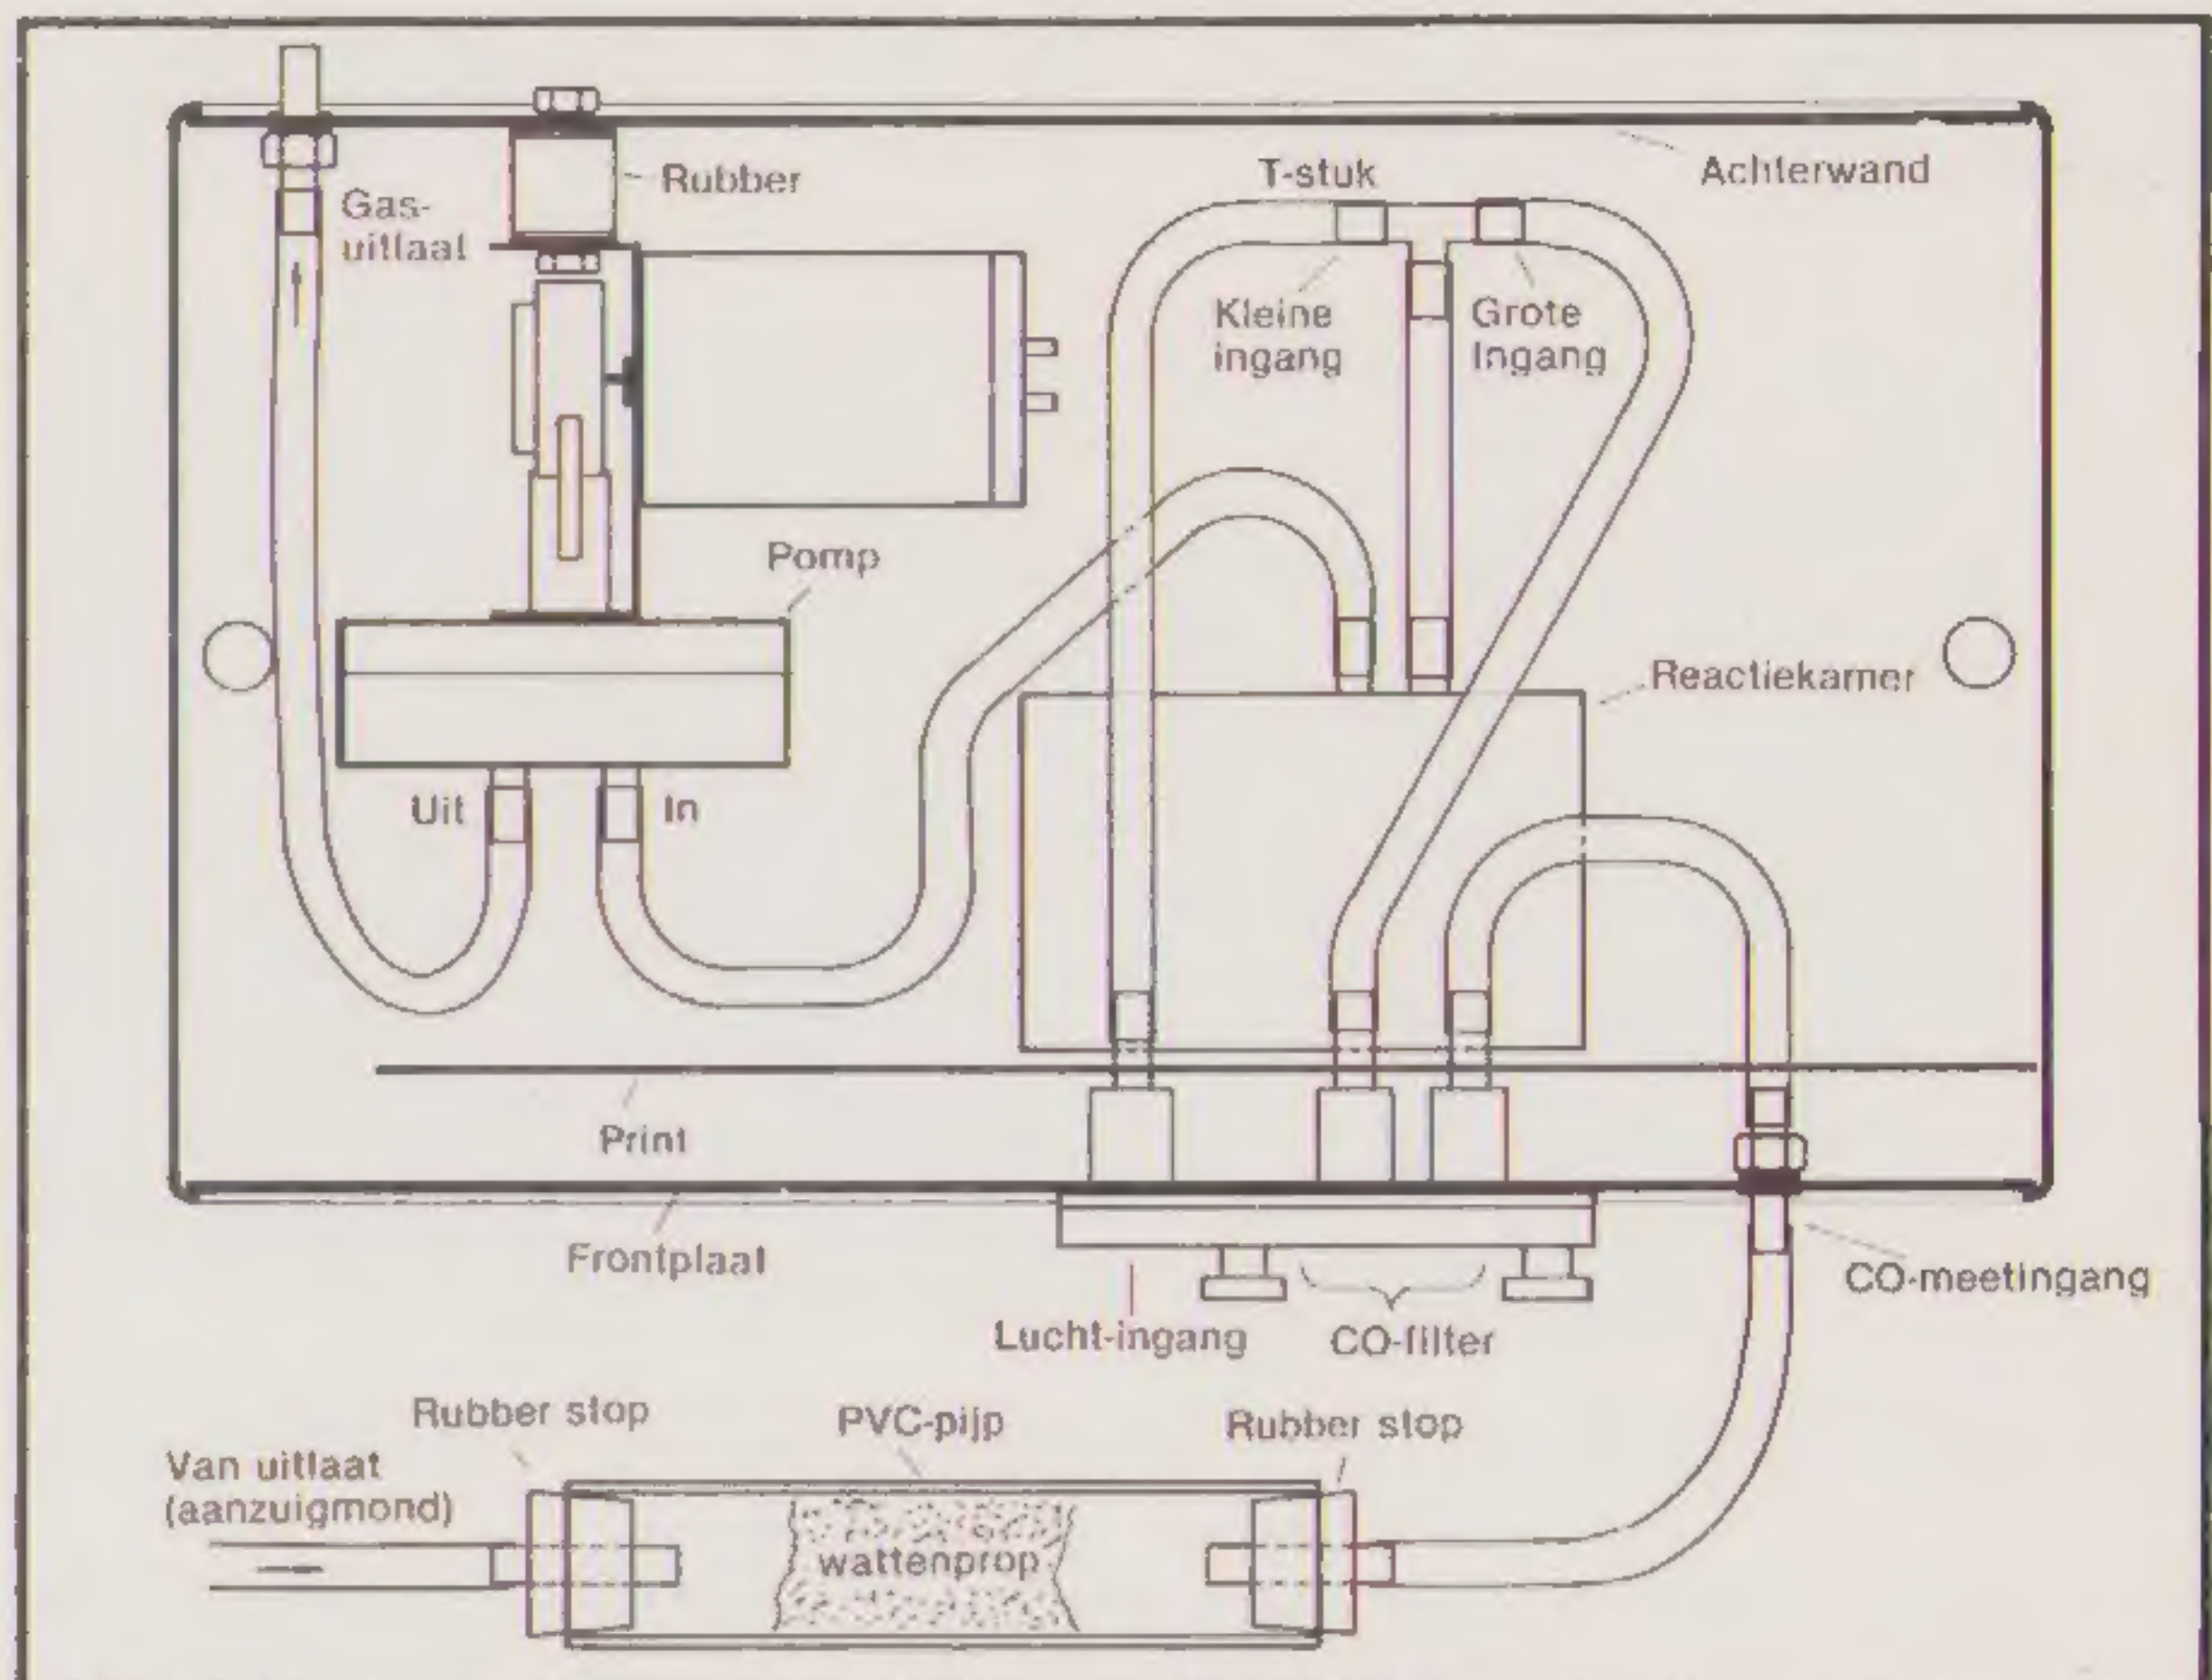 Gas-
uitlaat
Rubber
T-stuk
Achterwand
Kleine
ingang
Grote
Ingang
Pomp
Reactiekamer
Uit
In
Print
Frontplaat
CO-meetingang
Lucht-ingang
CO-filter
Rubber stop
PVC-pijp
Rubber stop
Van uitlaat
(aanzuigmond)
wattenprop